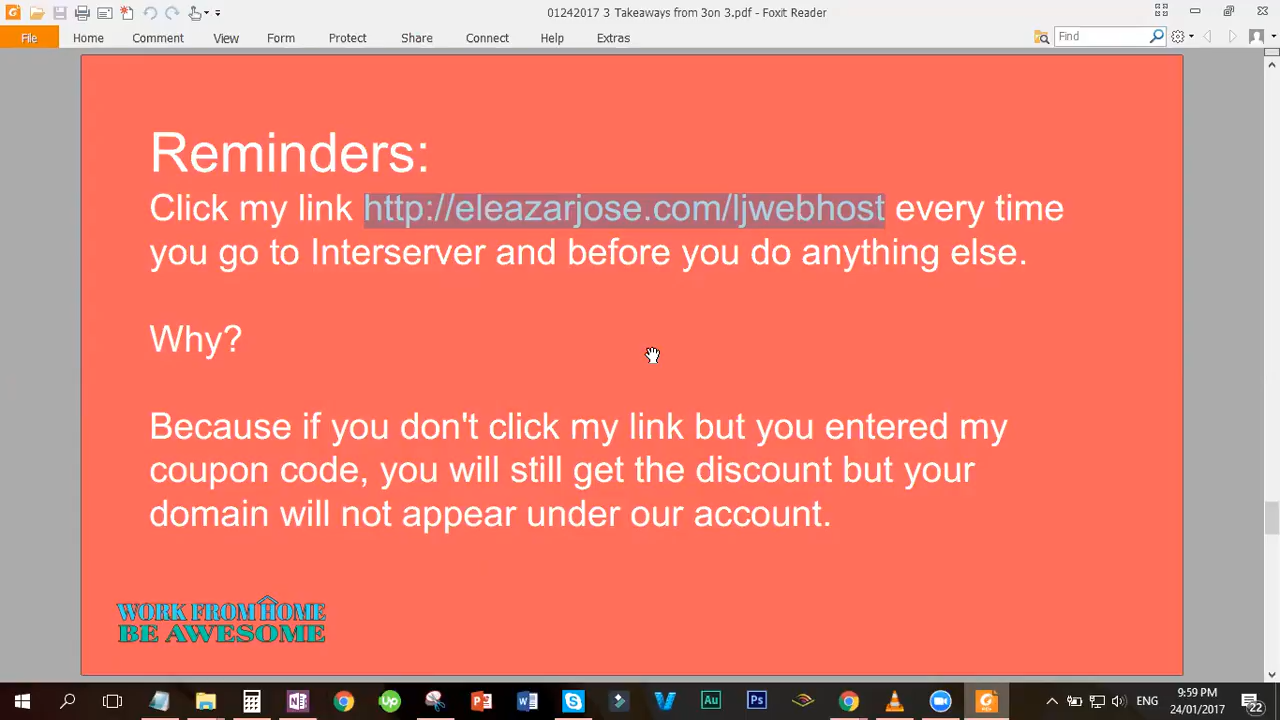 01242017 3 Takeaways from 3on 3.pdf - Foxit Reader
File Home Comment View Form Protect Share Connect Help Extras Find
Reminders:
Click my link http://eleazarjose.com/ljwebhost every time
you go to Interserver and before you do anything else.
Why?
Because if you don't click my link but you entered my
coupon code, you will still get the discount but your
domain will not appear under our account.
WORK FROM HOME
BE AWESOME
ENG
9:59 PM
24/01/2017
22